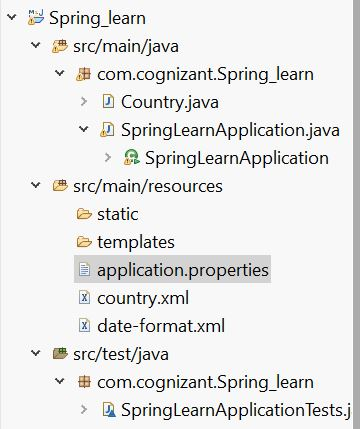 Spring_learn
src/main/java
com.cognizant.Spring_learn
Country.java
SpringLearnApplication.java
SpringLearnApplication
src/main/resources
static
templates
application.properties
country.xml
date-format.xml
src/test/java
com.cognizant.Spring_learn
SpringLearnApplicationTests.j